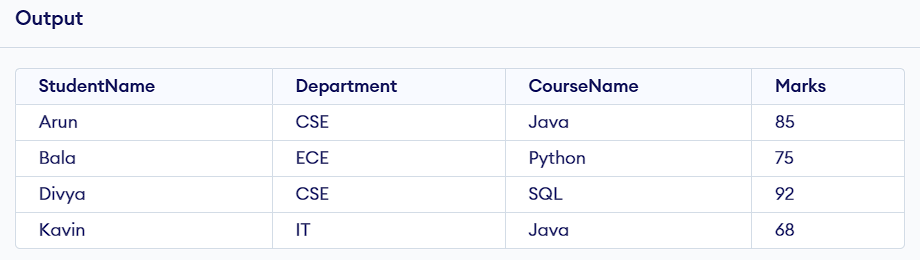 Output
StudentName Department CourseName Marks
Arun CSE Java 85
Bala ECE Python 75
Divya CSE SQL 92
Kavin IT Java 68